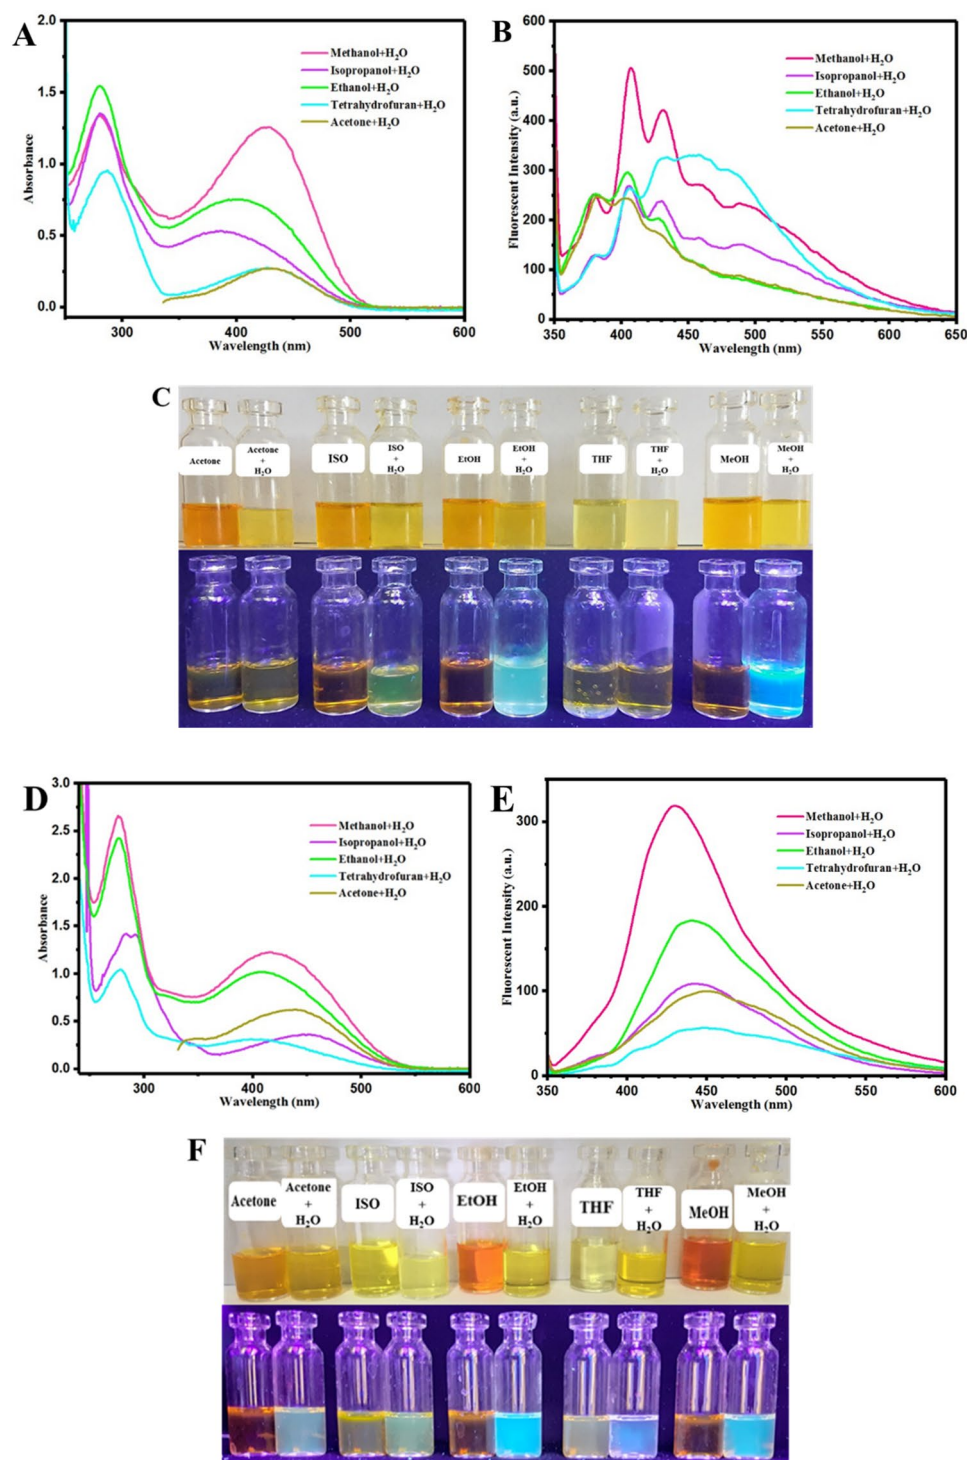 A
2.0
1.5
1.0
0.5
0.0
Absorbance
300
400
500
600
Wavelength (nm)
Methanol+H₂O
Isopropanol+H₂O
Ethanol+H₂O
Tetrahydrofuran+H₂O
Acetone+H₂O
B
600
500
400
300
200
100
0
Fluorescent Intensity (a.u.)
350
400
450
500
550
600
650
Wavelength (nm)
Methanol+H₂O
Isopropanol+H₂O
Ethanol+H₂O
Tetrahydrofuran+H₂O
Acetone+H₂O
C
Acetone
Acetone
+
H₂O
ISO
ISO
+
H₂O
EtOH
EtOH
+
H₂O
THF
THF
+
H₂O
MeOH
MeOH
+
H₂O
D
3.0
2.5
2.0
1.5
1.0
0.5
0.0
Absorbance
300
400
500
600
Wavelength (nm)
Methanol+H₂O
Isopropanol+H₂O
Ethanol+H₂O
Tetrahydrofuran+H₂O
Acetone+H₂O
E
300
200
100
0
Fluorescent Intensity (a.u.)
350
400
450
500
550
600
Wavelength (nm)
Methanol+H₂O
Isopropanol+H₂O
Ethanol+H₂O
Tetrahydrofuran+H₂O
Acetone+H₂O
F
Acetone
Acetone
+
H₂O
ISO
ISO
+
H₂O
EtOH
EtOH
+
H₂O
THF
THF
+
H₂O
MeOH
MeOH
+
H₂O